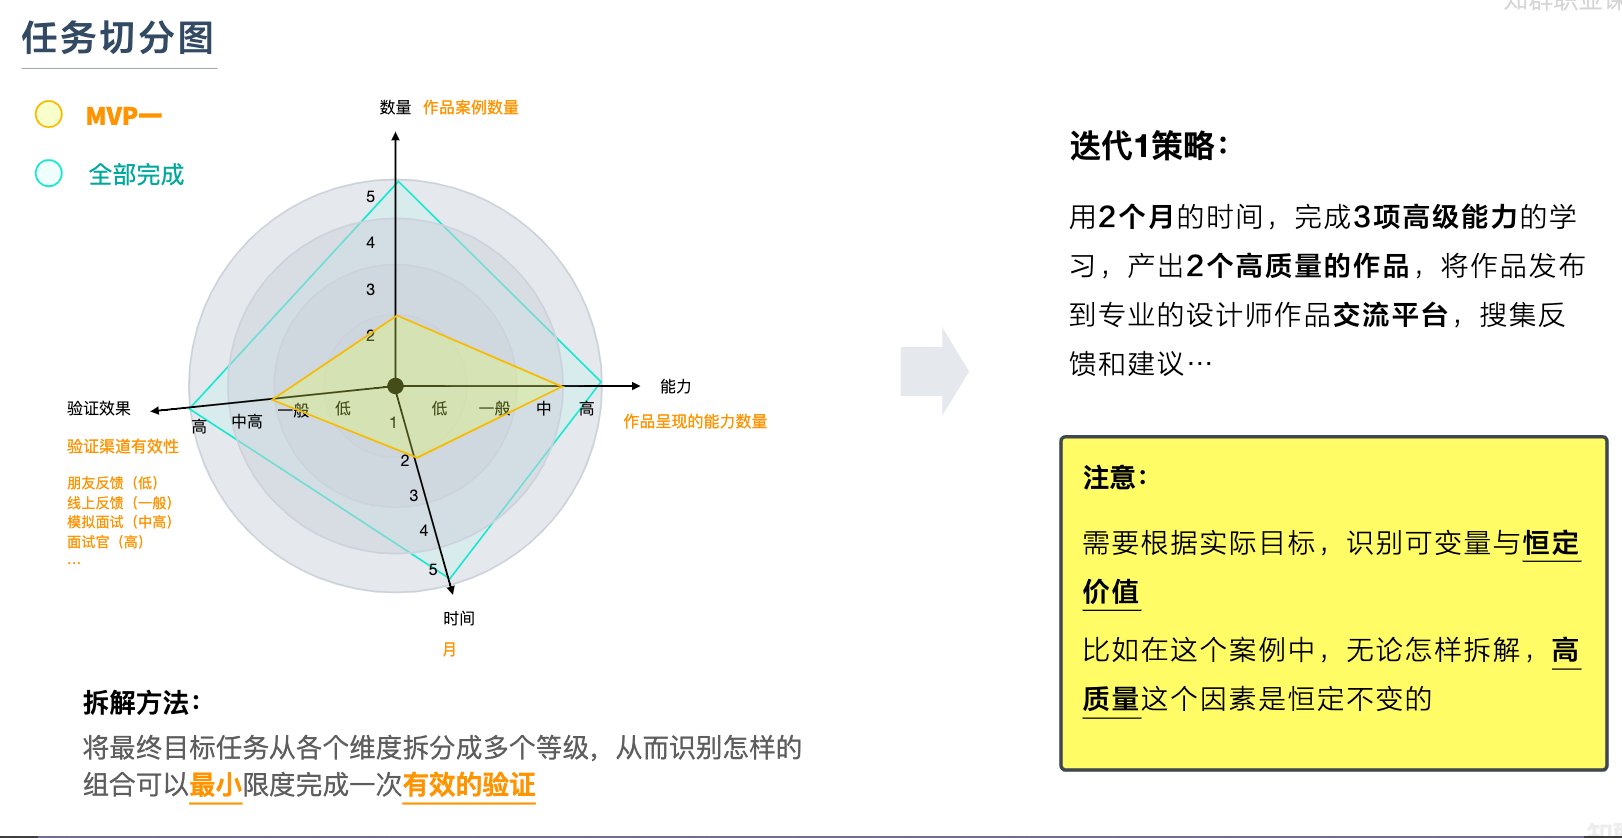 知群职业课
任务切分图
MVP一
全部完成
数量 作品案例数量
5
4
3
2
验证效果
高 中高 一般 低
1
低 一般 中 高
能力
作品呈现的能力数量
验证渠道有效性
朋友反馈（低）
线上反馈（一般）
模拟面试（中高）
面试官（高）
…
2
3
4
5
时间
月
拆解方法：
将最终目标任务从各个维度拆分成多个等级，从而识别怎样的
组合可以最小限度完成一次有效的验证
迭代1策略：
用2个月的时间，完成3项高级能力的学
习，产出2个高质量的作品，将作品发布
到专业的设计师作品交流平台，搜集反
馈和建议…
注意：
需要根据实际目标，识别可变量与恒定
价值
比如在这个案例中，无论怎样拆解，高
质量这个因素是恒定不变的